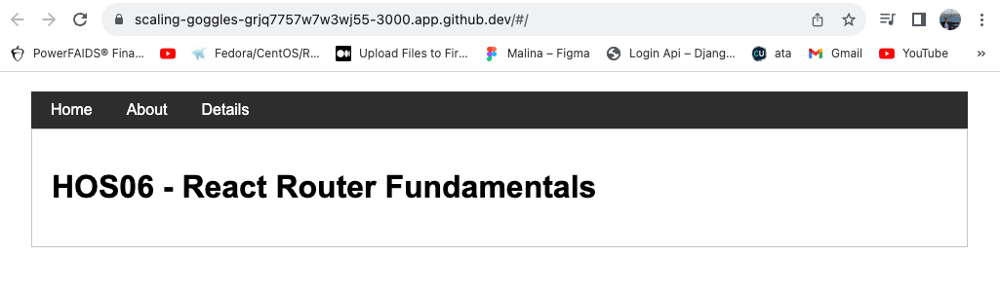 scaling-goggles-grjq7757w7w3wj55-3000.app.github.dev/#/
PowerFAIDS® Fina... Fedora/CentOS/R... Upload Files to Fir... Malina – Figma Login Api – Djang... CU ata Gmail YouTube »
Home About Details
HOS06 - React Router Fundamentals